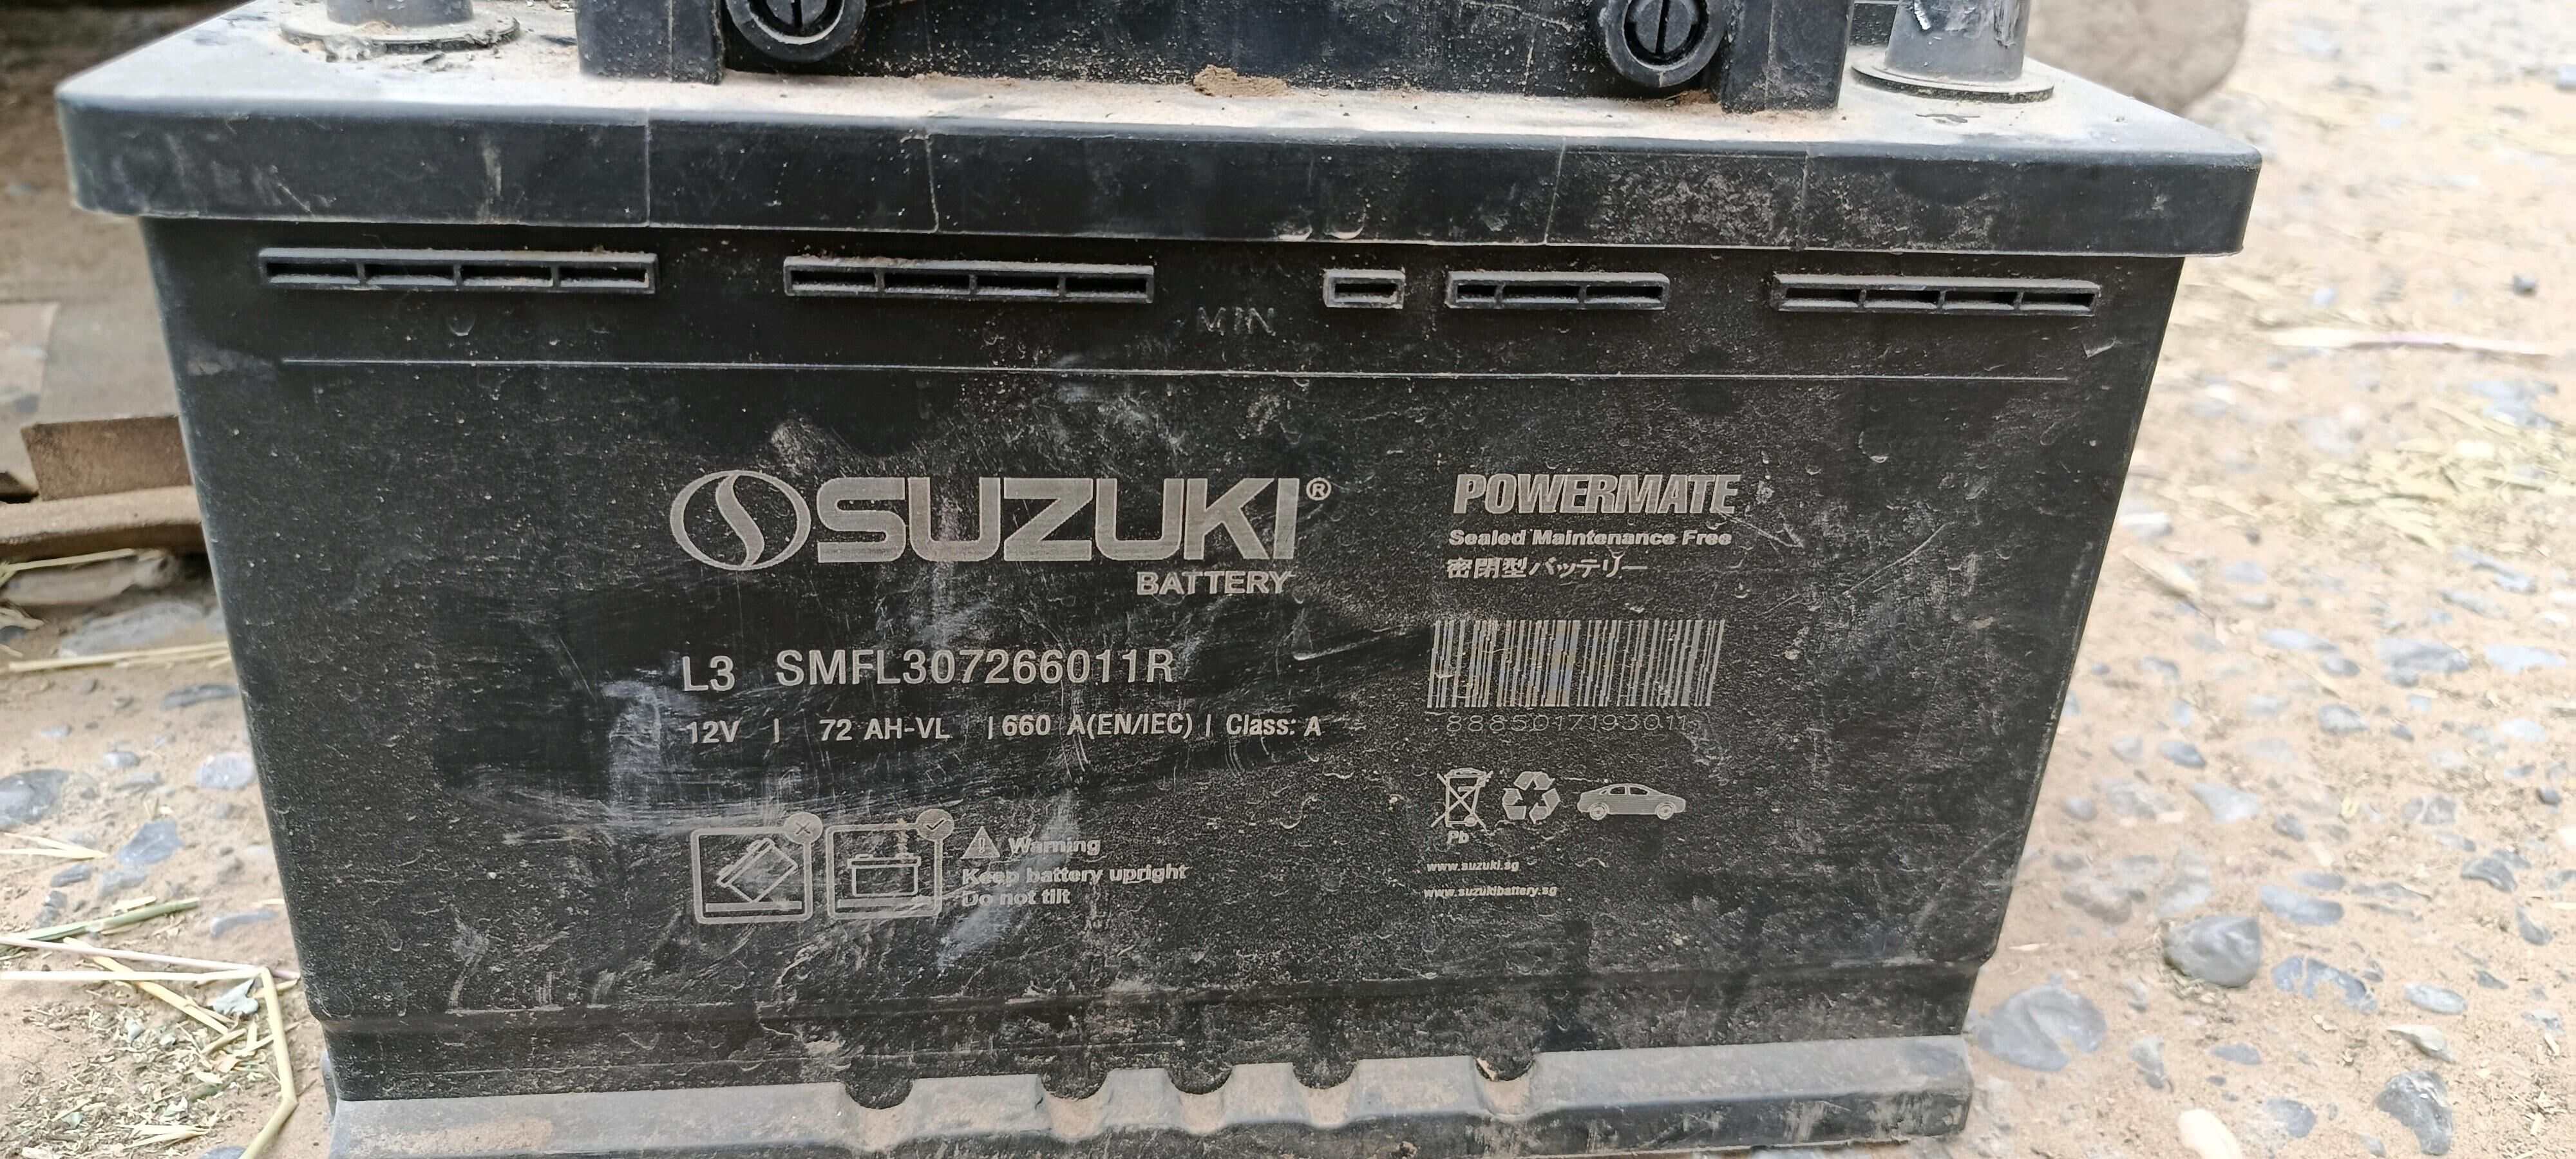 MIN
SUZUKI®
BATTERY
POWERMATE
Sealed Maintenance Free
密閉型バッテリー
L3 SMFL307266011R
12V | 72 AH-VL | 660 A(EN/IEC) | Class: A
8885017193011
Warning
Keep battery upright
Do not tilt
Pb
www.suzuki.sg
www.suzukibattery.sg